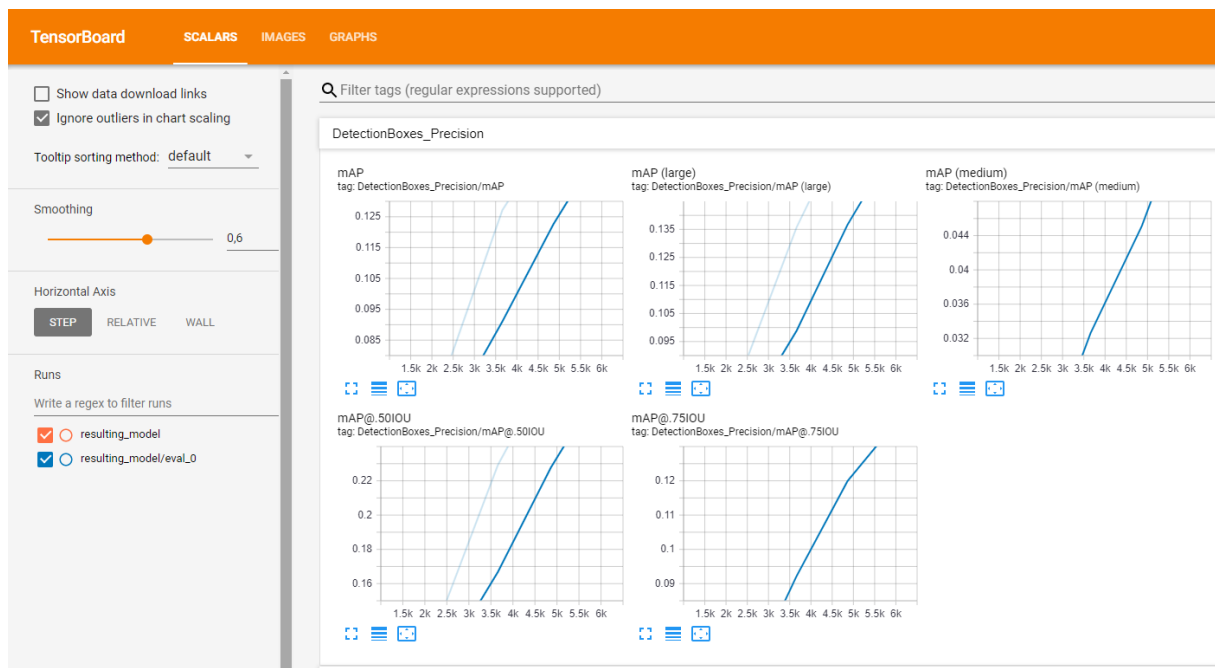 TensorBoard SCALARS IMAGES GRAPHS
Show data download links
Ignore outliers in chart scaling
Tooltip sorting method: default
Smoothing
0,6
Horizontal Axis
STEP RELATIVE WALL
Runs
Write a regex to filter runs
resulting_model
resulting_model/eval_0
Filter tags (regular expressions supported)
DetectionBoxes_Precision
mAP
tag: DetectionBoxes_Precision/mAP
0.125
0.115
0.105
0.095
0.085
1.5k 2k 2.5k 3k 3.5k 4k 4.5k 5k 5.5k 6k
mAP (large)
tag: DetectionBoxes_Precision/mAP (large)
0.135
0.125
0.115
0.105
0.095
1.5k 2k 2.5k 3k 3.5k 4k 4.5k 5k 5.5k 6k
mAP (medium)
tag: DetectionBoxes_Precision/mAP (medium)
0.044
0.04
0.036
0.032
1.5k 2k 2.5k 3k 3.5k 4k 4.5k 5k 5.5k 6k
mAP@.50IOU
tag: DetectionBoxes_Precision/mAP@.50IOU
0.22
0.2
0.18
0.16
1.5k 2k 2.5k 3k 3.5k 4k 4.5k 5k 5.5k 6k
mAP@.75IOU
tag: DetectionBoxes_Precision/mAP@.75IOU
0.12
0.11
0.1
0.09
1.5k 2k 2.5k 3k 3.5k 4k 4.5k 5k 5.5k 6k